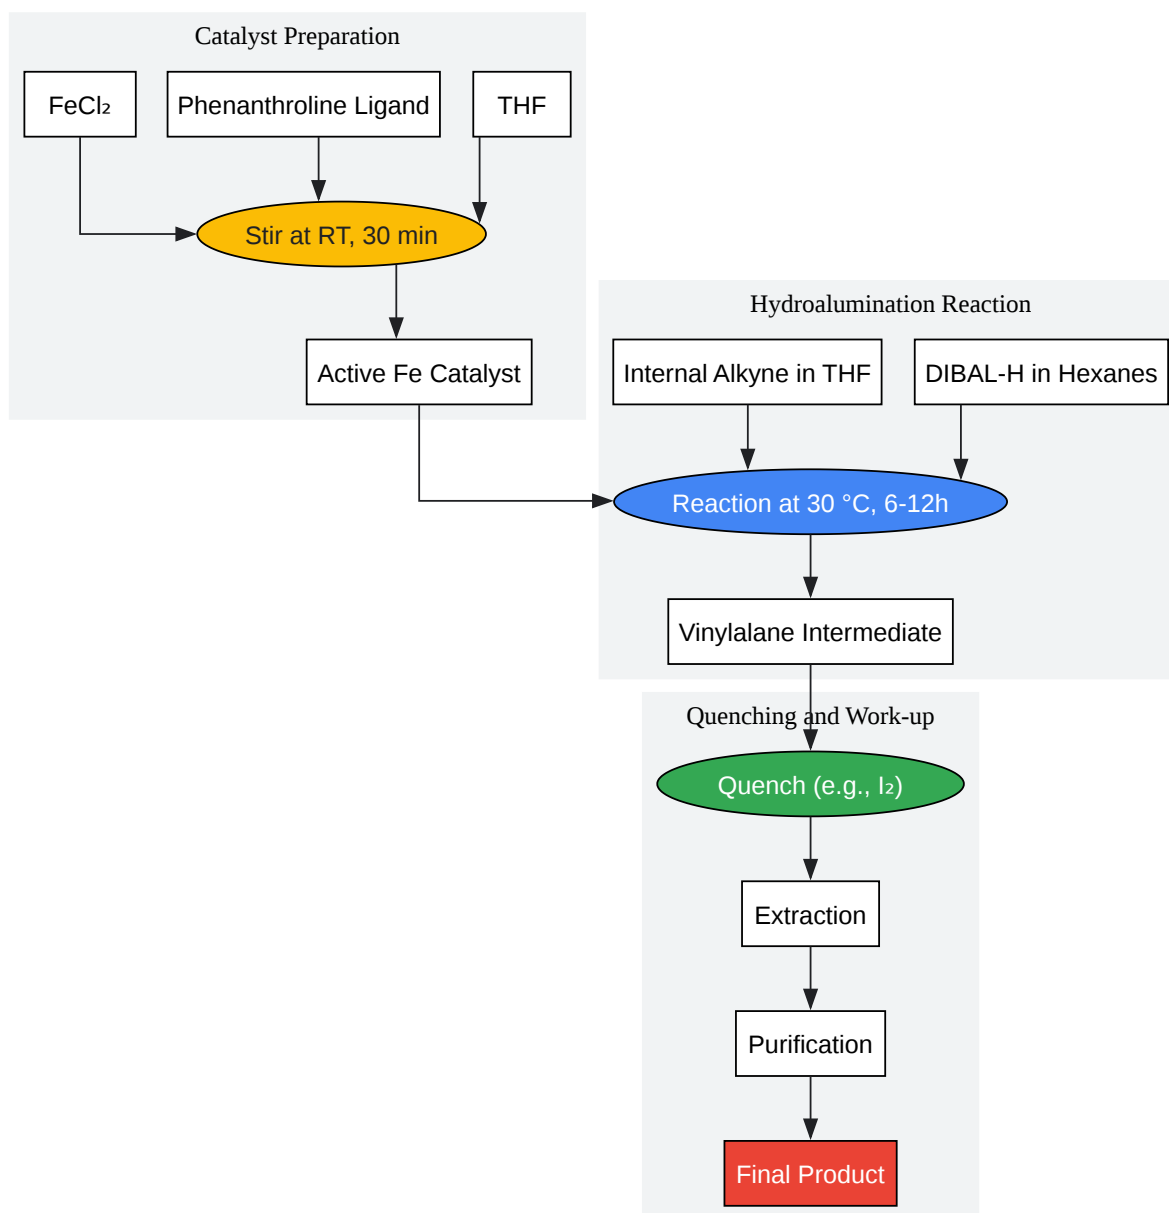 Catalyst Preparation
FeCl₂
Phenanthroline Ligand
THF
Stir at RT, 30 min
Active Fe Catalyst
Hydroalumination Reaction
Internal Alkyne in THF
DIBAL-H in Hexanes
Reaction at 30 °C, 6-12h
Vinylalane Intermediate
Quenching and Work-up
Quench (e.g., I₂)
Extraction
Purification
Final Product